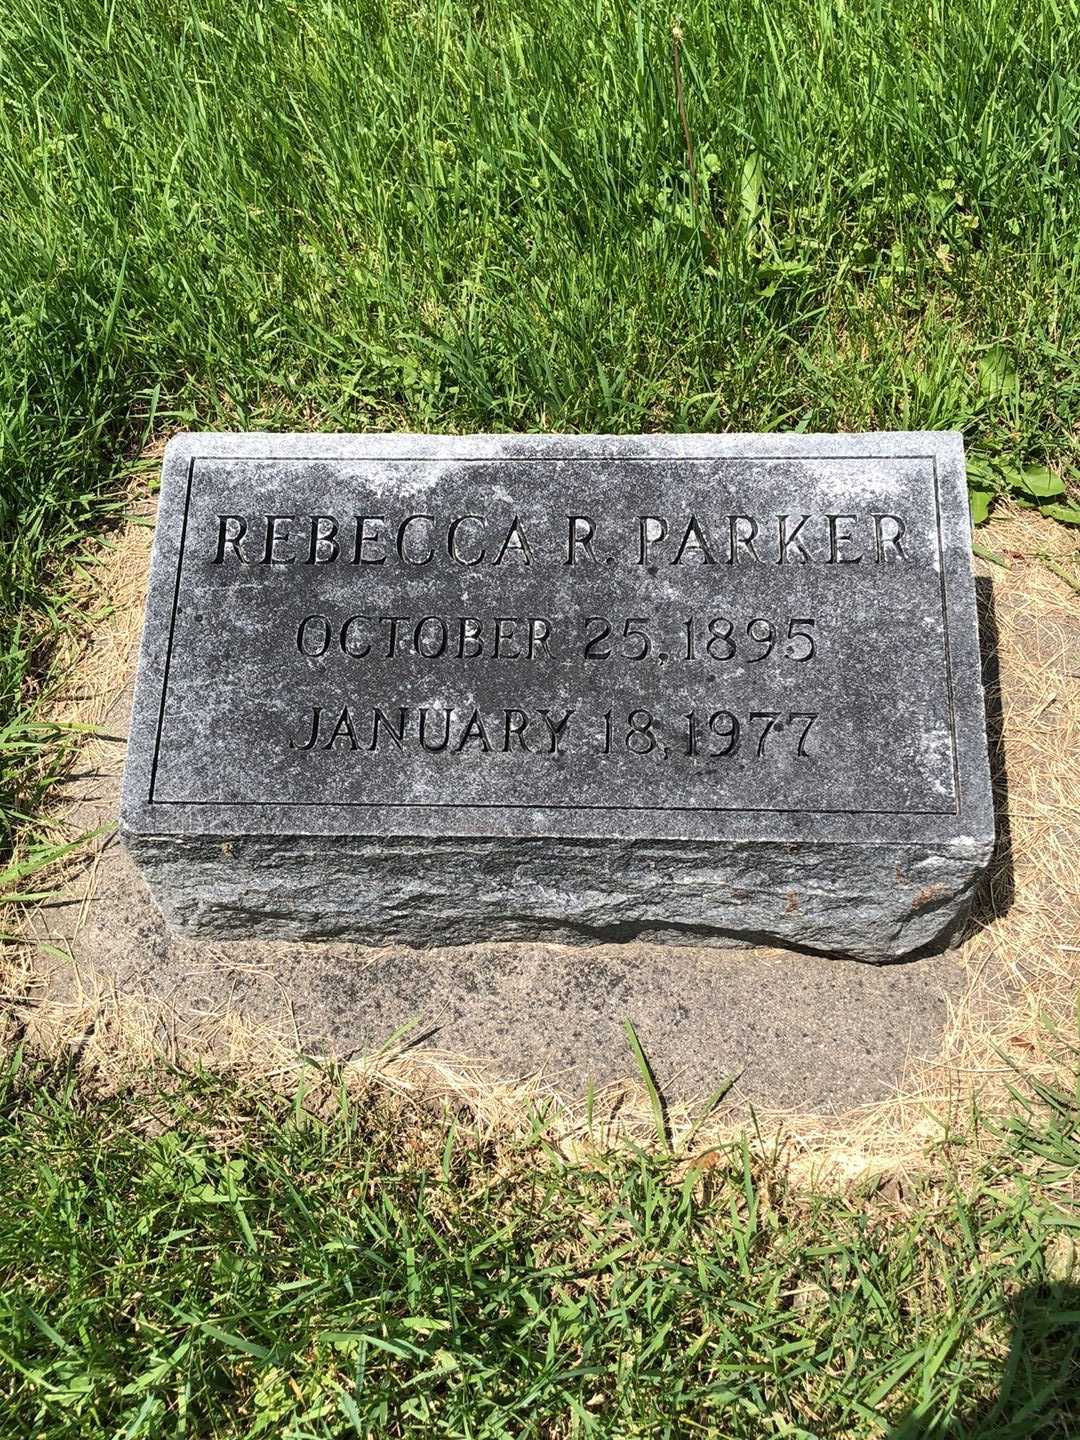 REBECCA R. PARKER
OCTOBER 25, 1895
JANUARY 18, 1977